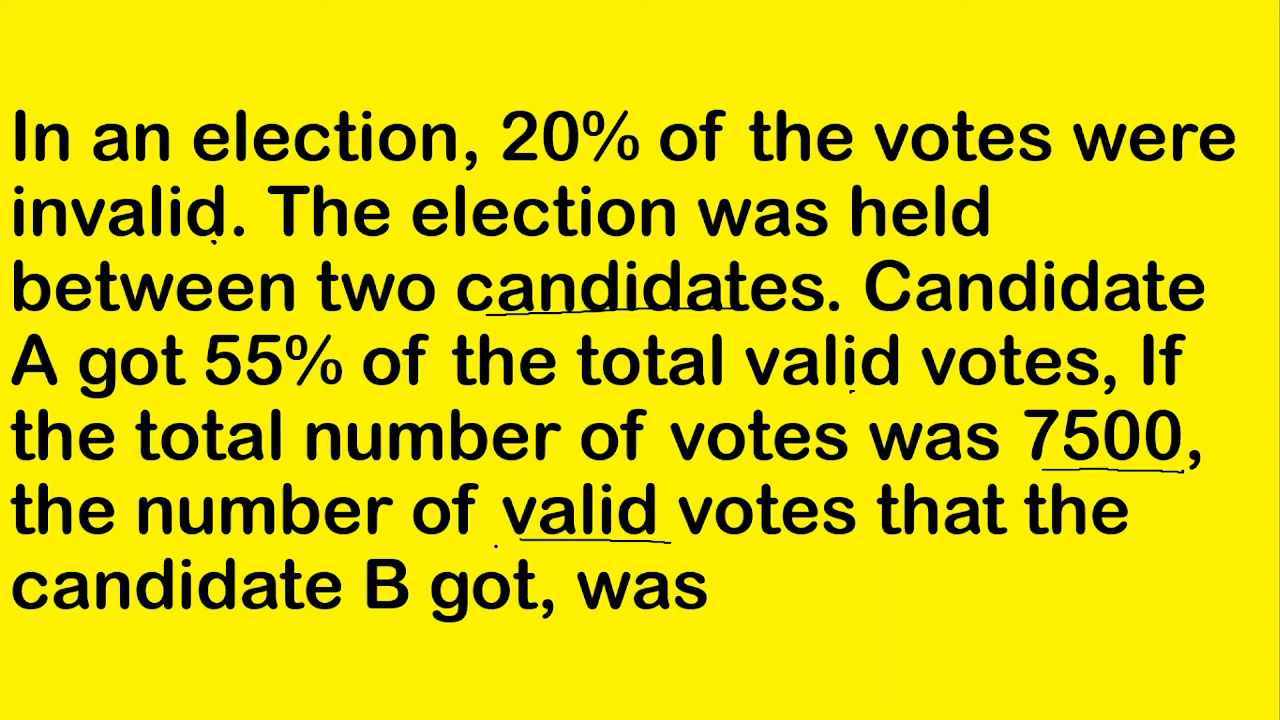 In an election, 20% of the votes were
invalid. The election was held
between two candidates. Candidate
A got 55% of the total valid votes, If
the total number of votes was 7500,
the number of valid votes that the
candidate B got, was